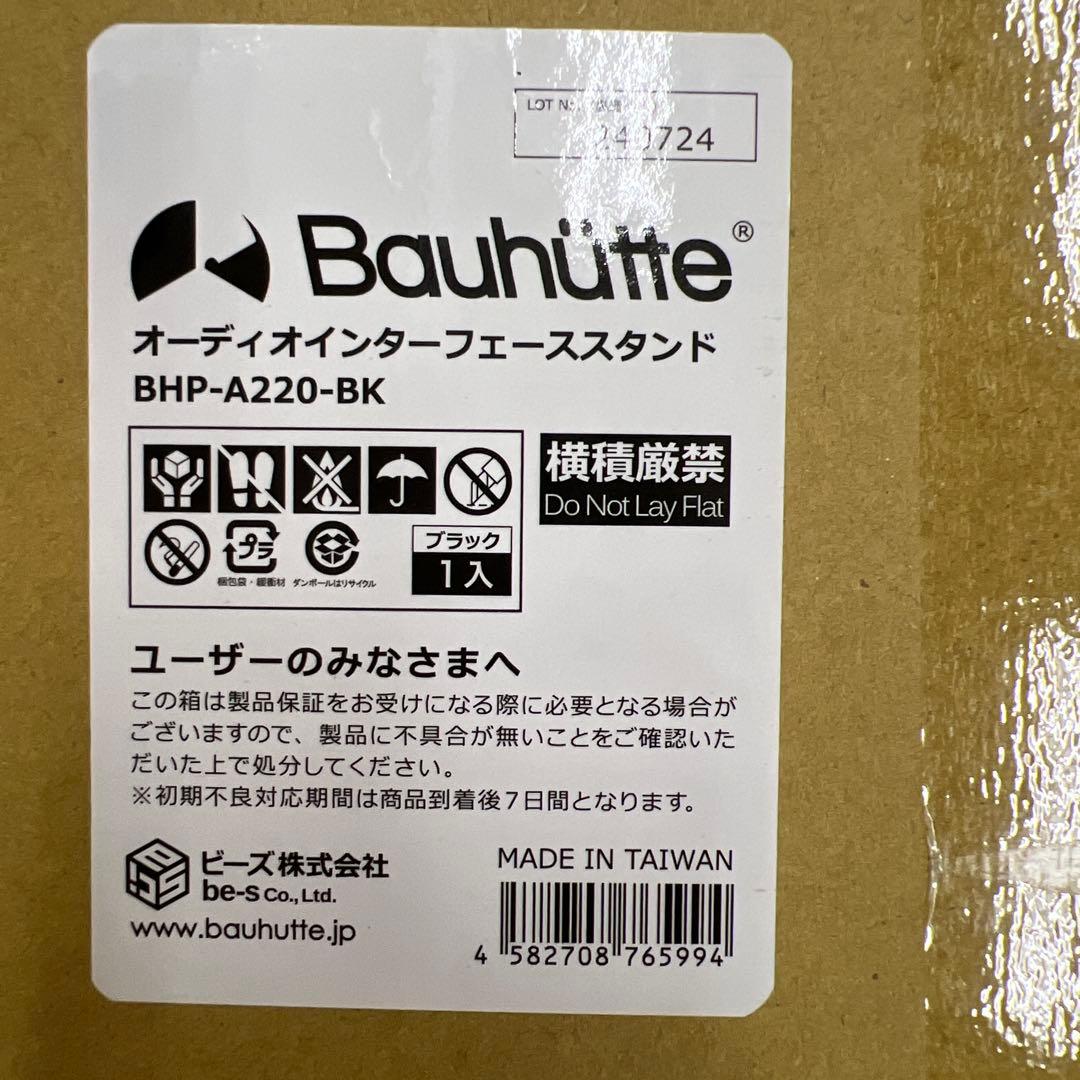 LOT No.
240724
Bauhütte®
オーディオインターフェーススタンド
BHP-A220-BK
横積厳禁
Do Not Lay Flat
プラ
梱包袋・緩衝材
ダンボールはリサイクル
ブラック
1入
ユーザーのみなさまへ
この箱は製品保証をお受けになる際に必要となる場合が
ございますので、製品に不具合が無いことをご確認いた
だいた上で処分してください。
※初期不良対応期間は商品到着後7日間となります。
ビーズ株式会社
be-s Co., Ltd.
www.bauhutte.jp
MADE IN TAIWAN
4 582708 765994